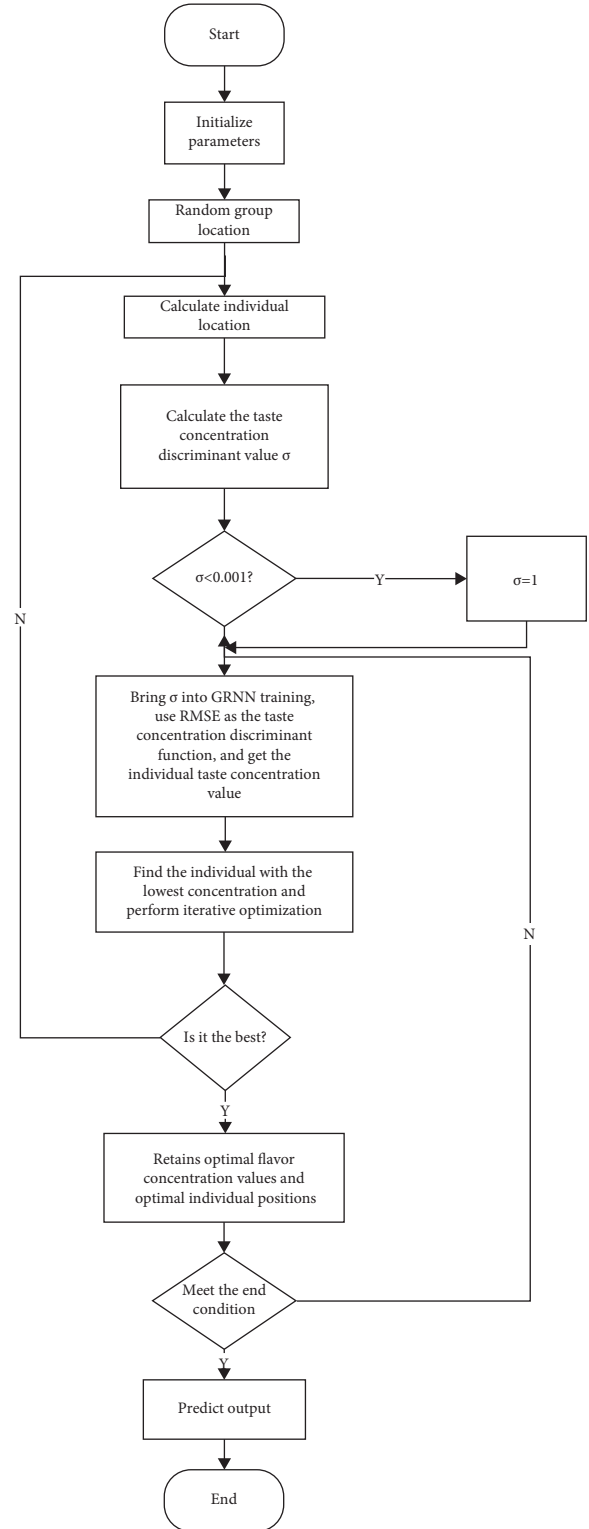 Start
Initialize
parameters
Random group
location
Calculate individual
location
Calculate the taste
concentration
discriminant value σ
σ<0.001?
Y
σ=1
N
Bring σ into GRNN training,
use RMSE as the taste
concentration discriminant
function, and get the
individual taste concentration
value
Find the individual with the
lowest concentration and
perform iterative optimization
N
Is it the best?
Y
Retains optimal flavor
concentration values and
optimal individual positions
Meet the end
condition
Y
Predict output
End